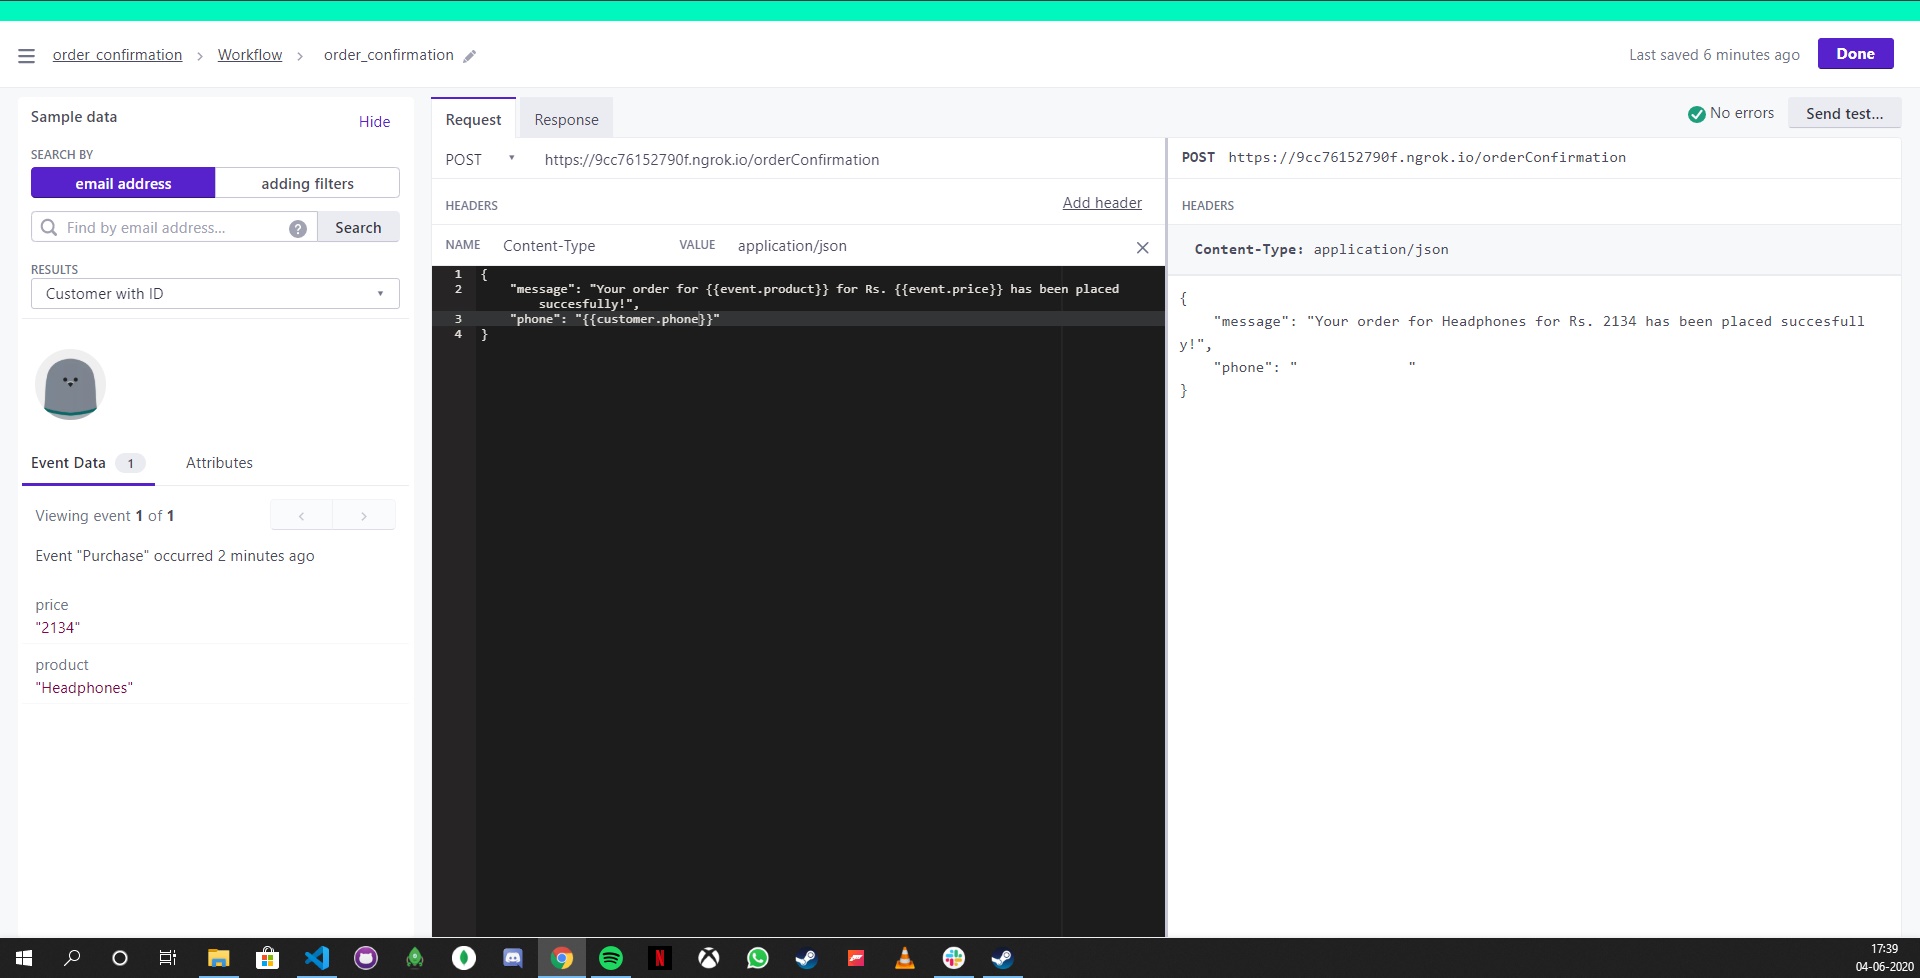 order_confirmation > Workflow > order_confirmation
Last saved 6 minutes ago
Done
Sample data
Hide
SEARCH BY
email address
adding filters
Find by email address...
?
Search
RESULTS
Customer with ID
Event Data 1
Attributes
Viewing event 1 of 1
< >
Event "Purchase" occurred 2 minutes ago
price
"2134"
product
"Headphones"
Request
Response
No errors
Send test...
POST https://9cc76152790f.ngrok.io/orderConfirmation
HEADERS
Add header
NAME Content-Type VALUE application/json
1 {
2 "message": "Your order for {{event.product}} for Rs. {{event.price}} has been placed
succesfully!",
3 "phone": "{{customer.phone}}"
4 }
POST https://9cc76152790f.ngrok.io/orderConfirmation
HEADERS
Content-Type: application/json
{
"message": "Your order for Headphones for Rs. 2134 has been placed succesfull
y!",
"phone": " "
}
N
17:39
04-06-2020